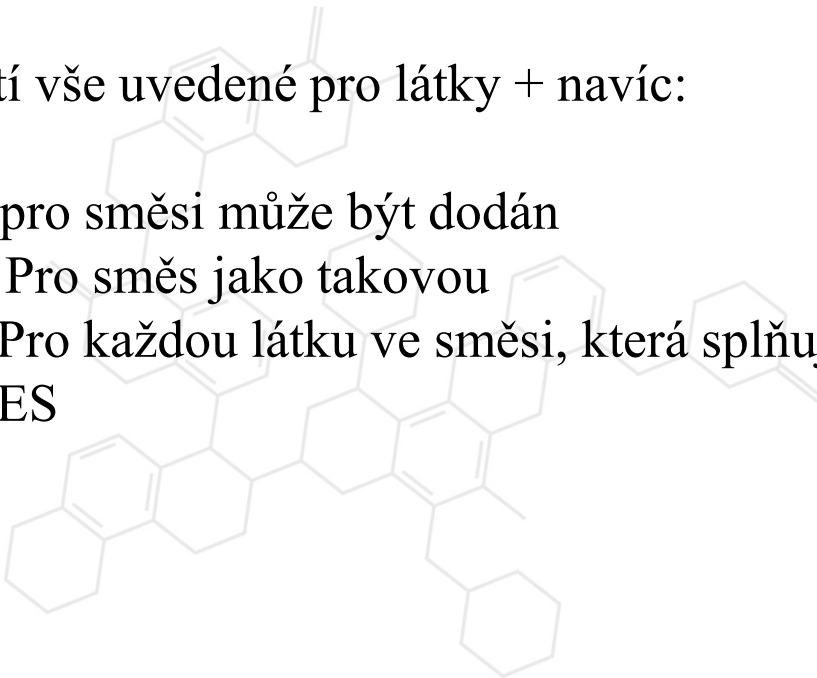 tí vše uvedené pro látky + navíc:
pro směsi může být dodán
Pro směs jako takovou
Pro každou látku ve směsi, která splňu
ES